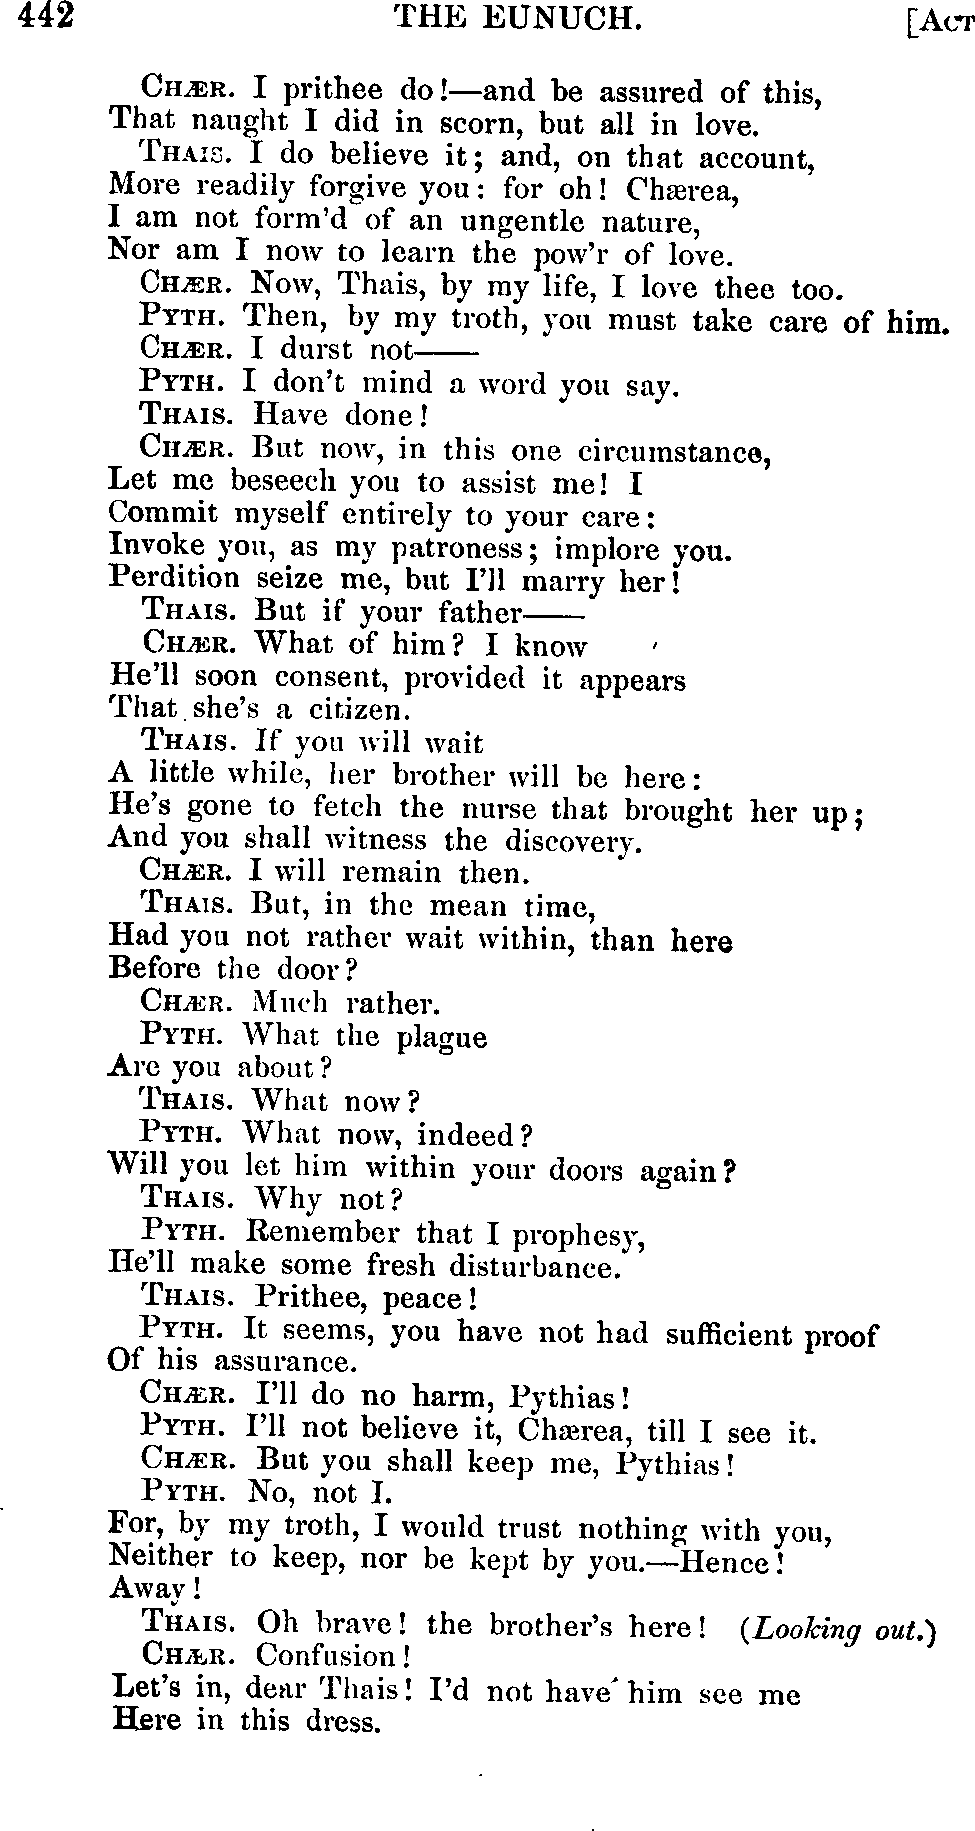 442 THE EUNUCH. [ACT
CHÆR. I prithee do!—and be assured of this,
That naught I did in scorn, but all in love.
THAIS. I do believe it; and, on that account,
More readily forgive you: for oh! Chærea,
I am not form'd of an ungentle nature,
Nor am I now to learn the pow'r of love.
CHÆR. Now, Thais, by my life, I love thee too.
PYTH. Then, by my troth, you must take care of him.
CHÆR. I durst not——
PYTH. I don't mind a word you say.
THAIS. Have done!
CHÆR. But now, in this one circumstance,
Let me beseech you to assist me! I
Commit myself entirely to your care:
Invoke you, as my patroness; implore you.
Perdition seize me, but I'll marry her!
THAIS. But if your father——
CHÆR. What of him? I know
He'll soon consent, provided it appears
That she's a citizen.
THAIS. If you will wait
A little while, her brother will be here:
He's gone to fetch the nurse that brought her up;
And you shall witness the discovery.
CHÆR. I will remain then.
THAIS. But, in the mean time,
Had you not rather wait within, than here
Before the door?
CHÆR. Much rather.
PYTH. What the plague
Are you about?
THAIS. What now?
PYTH. What now, indeed?
Will you let him within your doors again?
THAIS. Why not?
PYTH. Remember that I prophesy,
He'll make some fresh disturbance.
THAIS. Prithee, peace!
PYTH. It seems, you have not had sufficient proof
Of his assurance.
CHÆR. I'll do no harm, Pythias!
PYTH. I'll not believe it, Chærea, till I see it.
CHÆR. But you shall keep me, Pythias!
PYTH. No, not I.
For, by my troth, I would trust nothing with you,
Neither to keep, nor be kept by you.—Hence!
Away!
THAIS. Oh brave! the brother's here! (Looking out.)
CHÆR. Confusion!
Let's in, dear Thais! I'd not have him see me
Here in this dress.